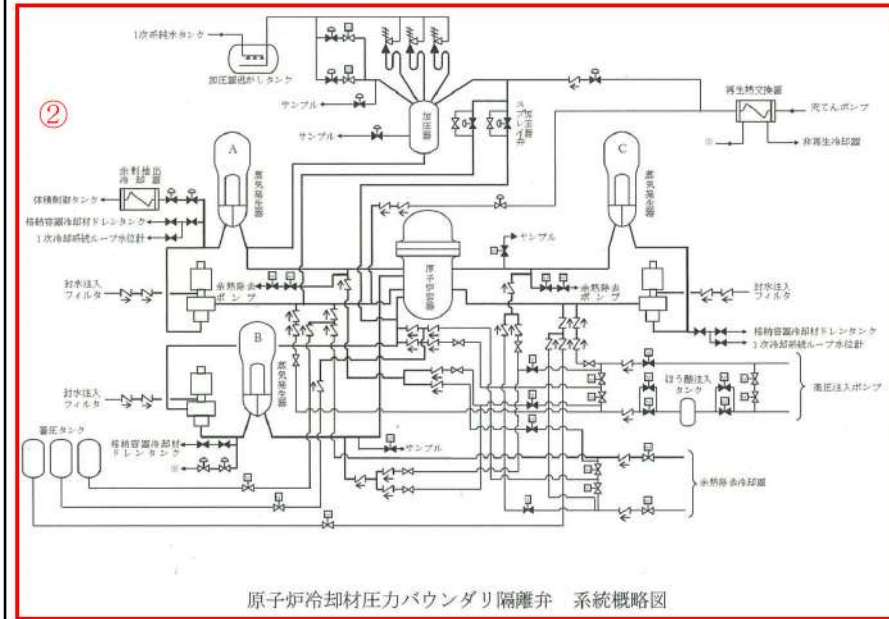 ②
1次系純水タンク
加圧器逃がしタンク
サンプル
サンプル
加圧器
加圧器
スプレイ弁
再生熱交換器
充てんポンプ
※
非再生冷却器
A
蒸気発生器
C
蒸気発生器
余剰抽出
冷却器
体積制御タンク
格納容器冷却材ドレンタンク
1次冷却系統ループ水位計
原子炉容器
サンプル
封水注入
フィルタ
余熱除去
ポンプ
余熱除去
ポンプ
封水注入
フィルタ
格納容器冷却材ドレンタンク
1次冷却系統ループ水位計
B
蒸気発生器
封水注入
フィルタ
ほう酸注入
タンク
高圧注入ポンプ
蓄圧タンク
格納容器冷却材
ドレンタンク
※
サンプル
余熱除去冷却器
原子炉冷却材圧力バウンダリ隔離弁 系統概略図